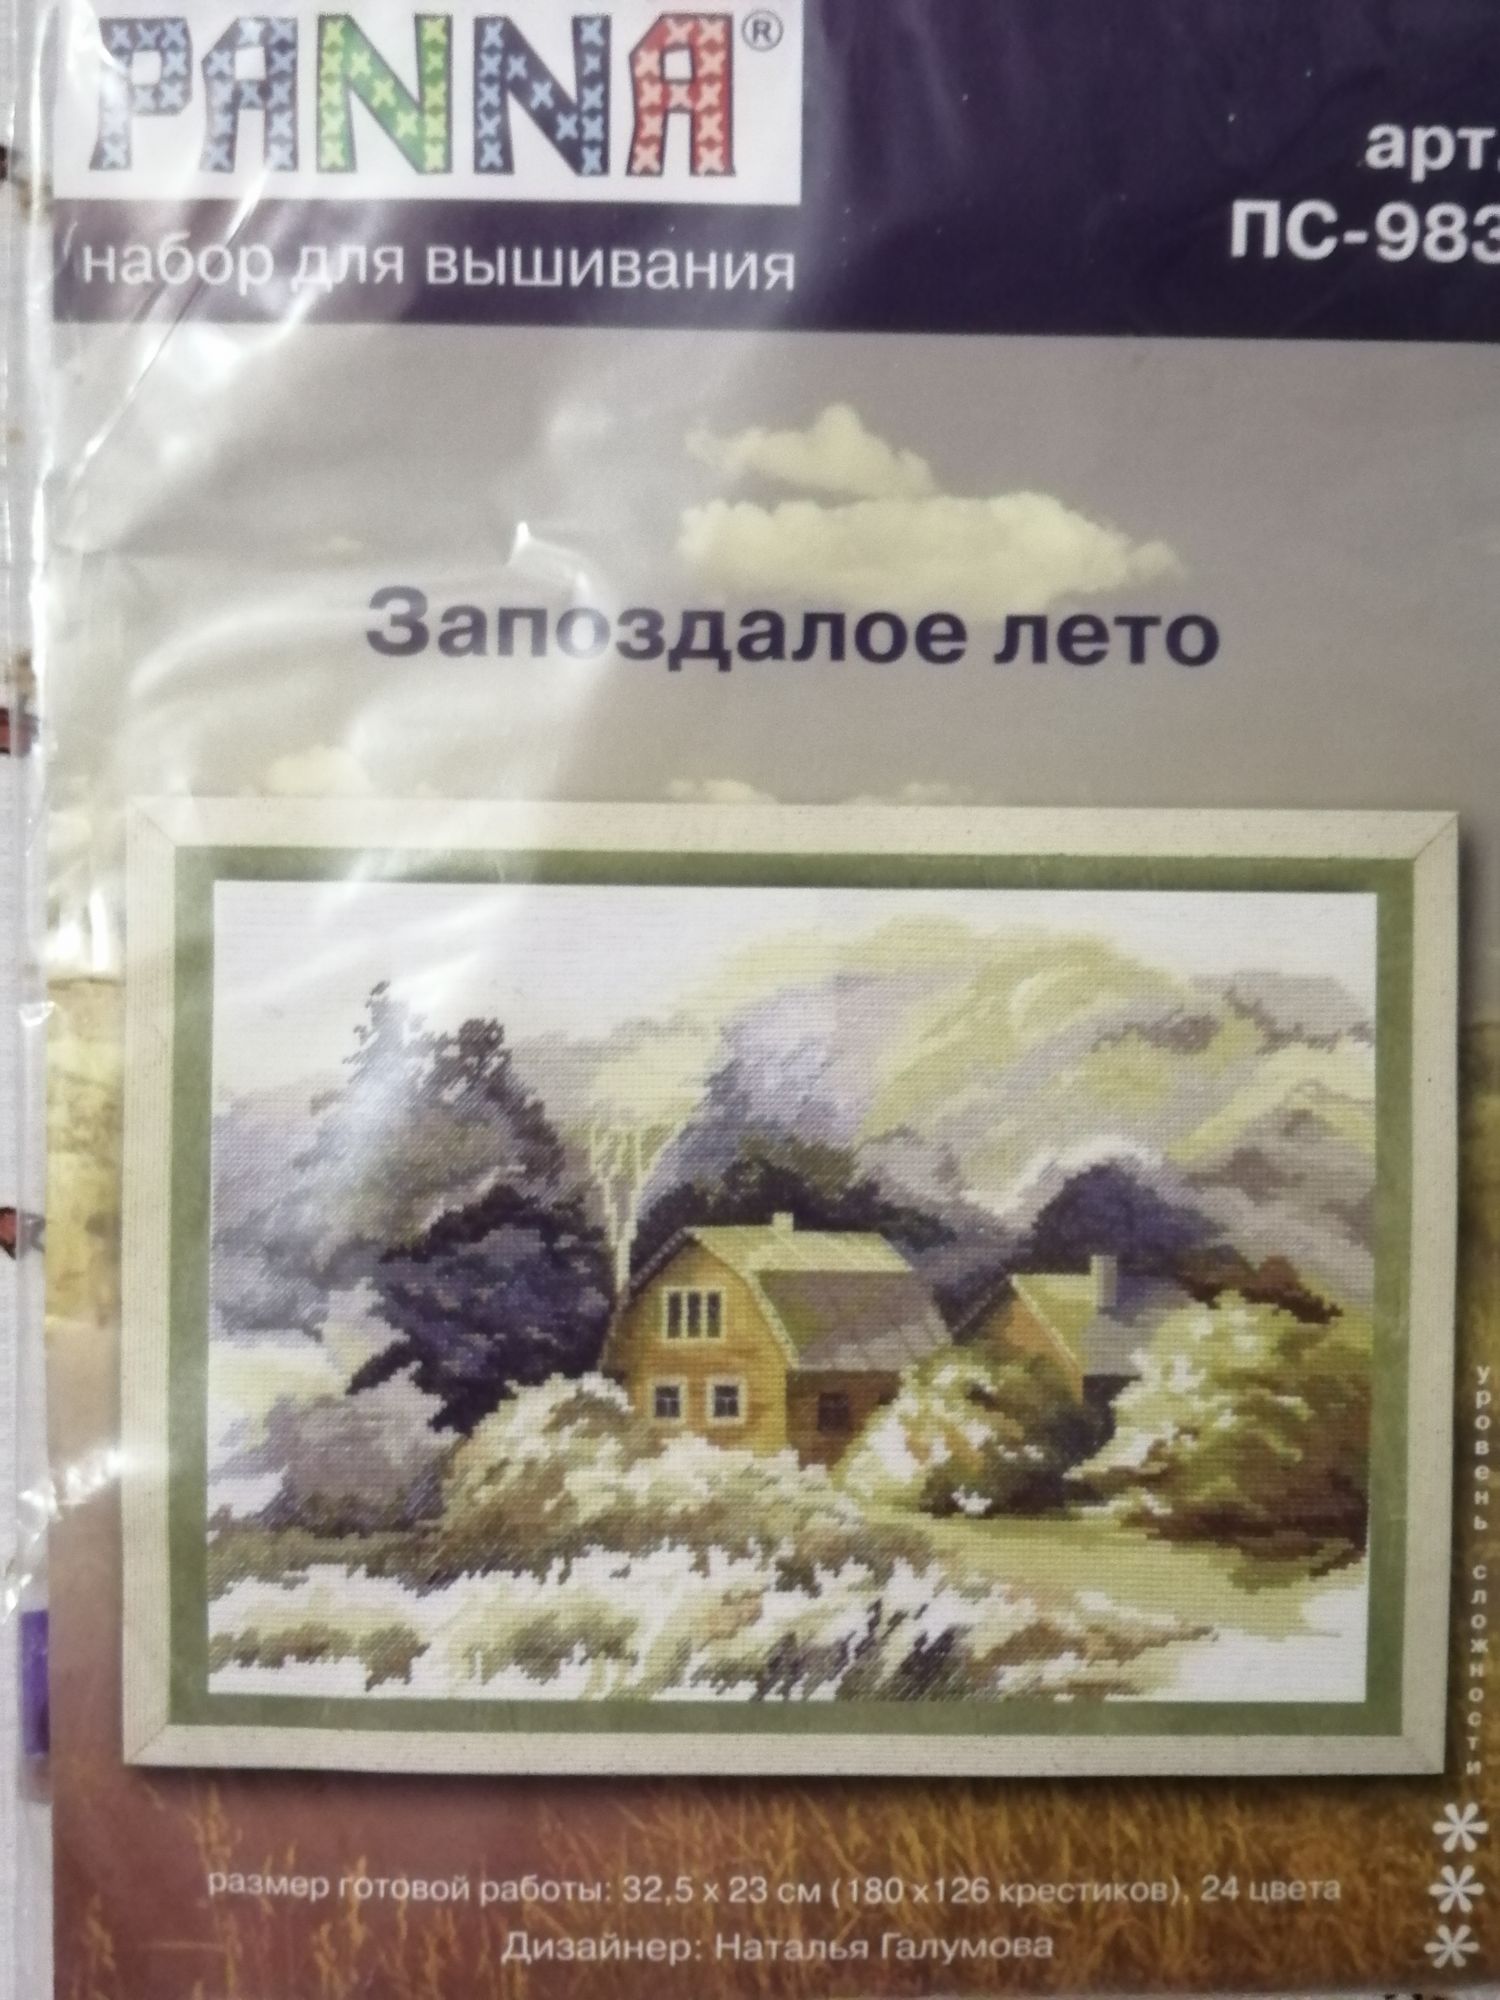 PANNA®
арт.
набор для вышивания
ПС-983
Запоздалое лето
уровень сложности
размер готовой работы: 32,5 х 23 см (180 х126 крестиков), 24 цвета
Дизайнер: Наталья Галумова